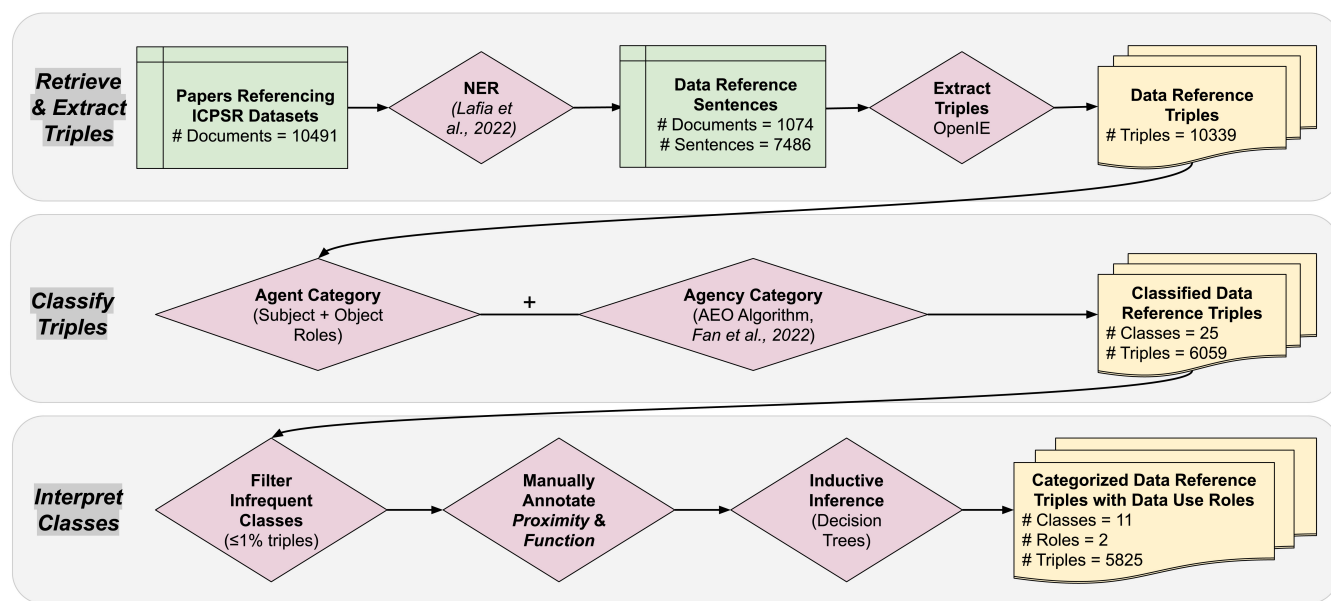 Retrieve
& Extract
Triples
Papers Referencing
ICPSR Datasets
# Documents = 10491
NER
(Lafia et
al., 2022)
Data Reference
Sentences
# Documents = 1074
# Sentences = 7486
Extract
Triples
OpenIE
Data Reference
Triples
# Triples = 10339
Classify
Triples
Agent Category
(Subject + Object
Roles)
+
Agency Category
(AEO Algorithm,
Fan et al., 2022)
Classified Data
Reference Triples
# Classes = 25
# Triples = 6059
Interpret
Classes
Filter
Infrequent
Classes
(≤1% triples)
Manually
Annotate
Proximity &
Function
Inductive
Inference
(Decision
Trees)
Categorized Data Reference
Triples with Data Use Roles
# Classes = 11
# Roles = 2
# Triples = 5825